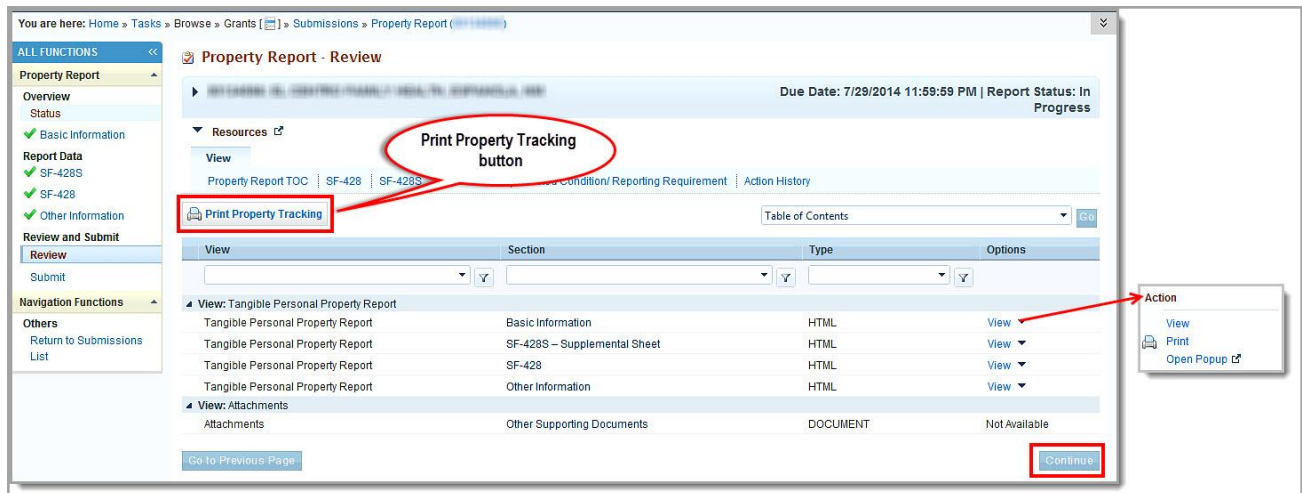 You are here: Home » Tasks » Browse » Grants [ ] » Submissions » Property Report ( )
ALL FUNCTIONS «
Property Report
Overview
Status
Basic Information
Report Data
SF-428S
SF-428
Other Information
Review and Submit
Review
Submit
Navigation Functions
Others
Return to Submissions
List
Property Report - Review
Due Date: 7/29/2014 11:59:59 PM | Report Status: In
Progress
Resources
View
Print Property Tracking
button
Property Report TOC | SF-428 | SF-428S Condition/ Reporting Requirement | Action History
Print Property Tracking
Table of Contents
Go
View Section Type Options
View: Tangible Personal Property Report
Tangible Personal Property Report Basic Information HTML View
Tangible Personal Property Report SF-428S – Supplemental Sheet HTML View
Tangible Personal Property Report SF-428 HTML View
Tangible Personal Property Report Other Information HTML View
View: Attachments
Attachments Other Supporting Documents DOCUMENT Not Available
Go to Previous Page
Continue
Action
View
Print
Open Popup